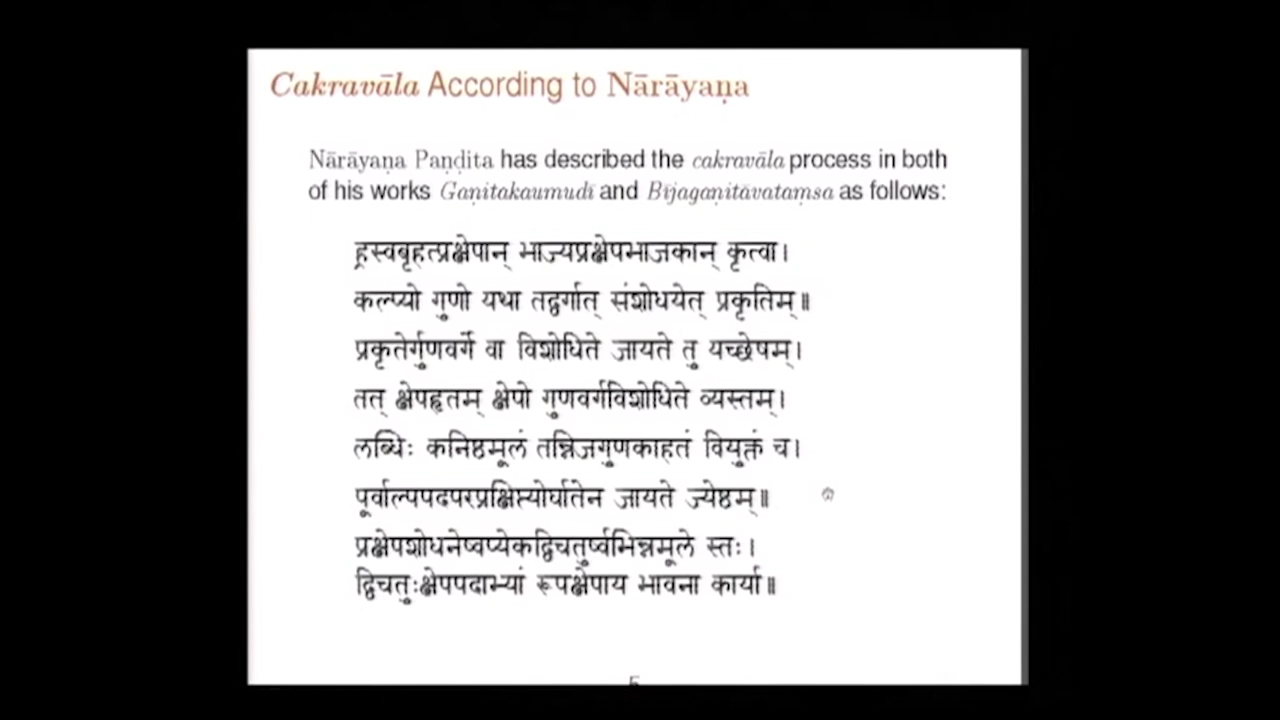 Cakravāla According to Nārāyaṇa
Nārāyaṇa Paṇḍita has described the cakravāla process in both
of his works Gaṇitakaumudī and Bījagaṇitāvataṃsa as follows:
ह्रस्वबृहत्प्रक्षेपान् भाज्यप्रक्षेपभाजकान् कृत्वा।
कल्प्यो गुणो यथा तद्वर्गात् संशोधयेत् प्रकृतिम्॥
प्रकृतेर्गुणवर्गे वा विशोधिते जायते तु यच्छेषम्।
तत् क्षेपहृतम् क्षेपो गुणवर्गविशोधिते व्यस्तम्।
लब्धिः कनिष्ठमूलं तन्निजगुणकाहतं वियुक्तं च।
पूर्वाल्पपदपरप्रक्षिप्त्योर्घातेन जायते ज्येष्ठम्॥
प्रक्षेपशोधनेष्वप्येकद्विचतुर्ष्वभिन्नमूले स्तः।
द्विचतुःक्षेपपदाभ्यां रूपक्षेपाय भावना कार्या॥